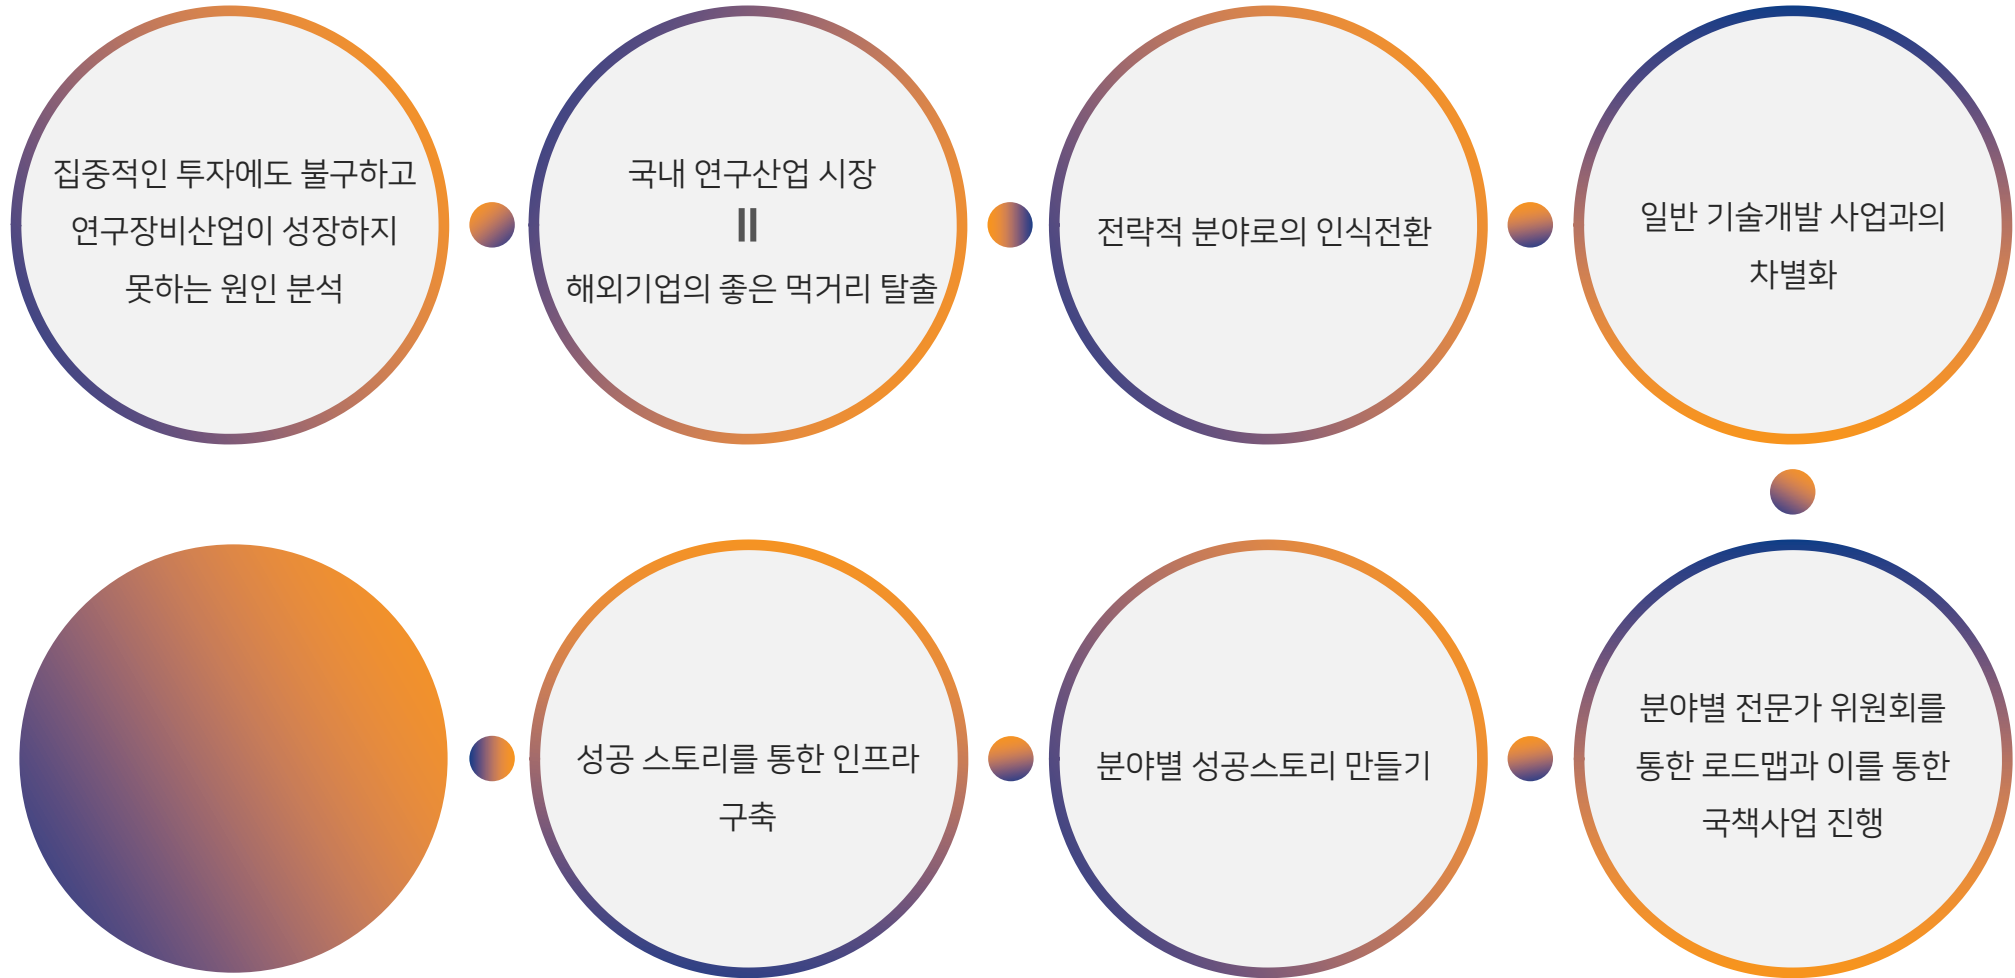 집중적인 투자에도 불구하고
연구장비산업이 성장하지
못하는 원인 분석
국내 연구산업 시장
=
해외기업의 좋은 먹거리 탈출
전략적 분야로의 인식전환
일반 기술개발 사업과의
차별화
분야별 전문가 위원회를
통한 로드맵과 이를 통한
국책사업 진행
분야별 성공스토리 만들기
성공 스토리를 통한 인프라
구축